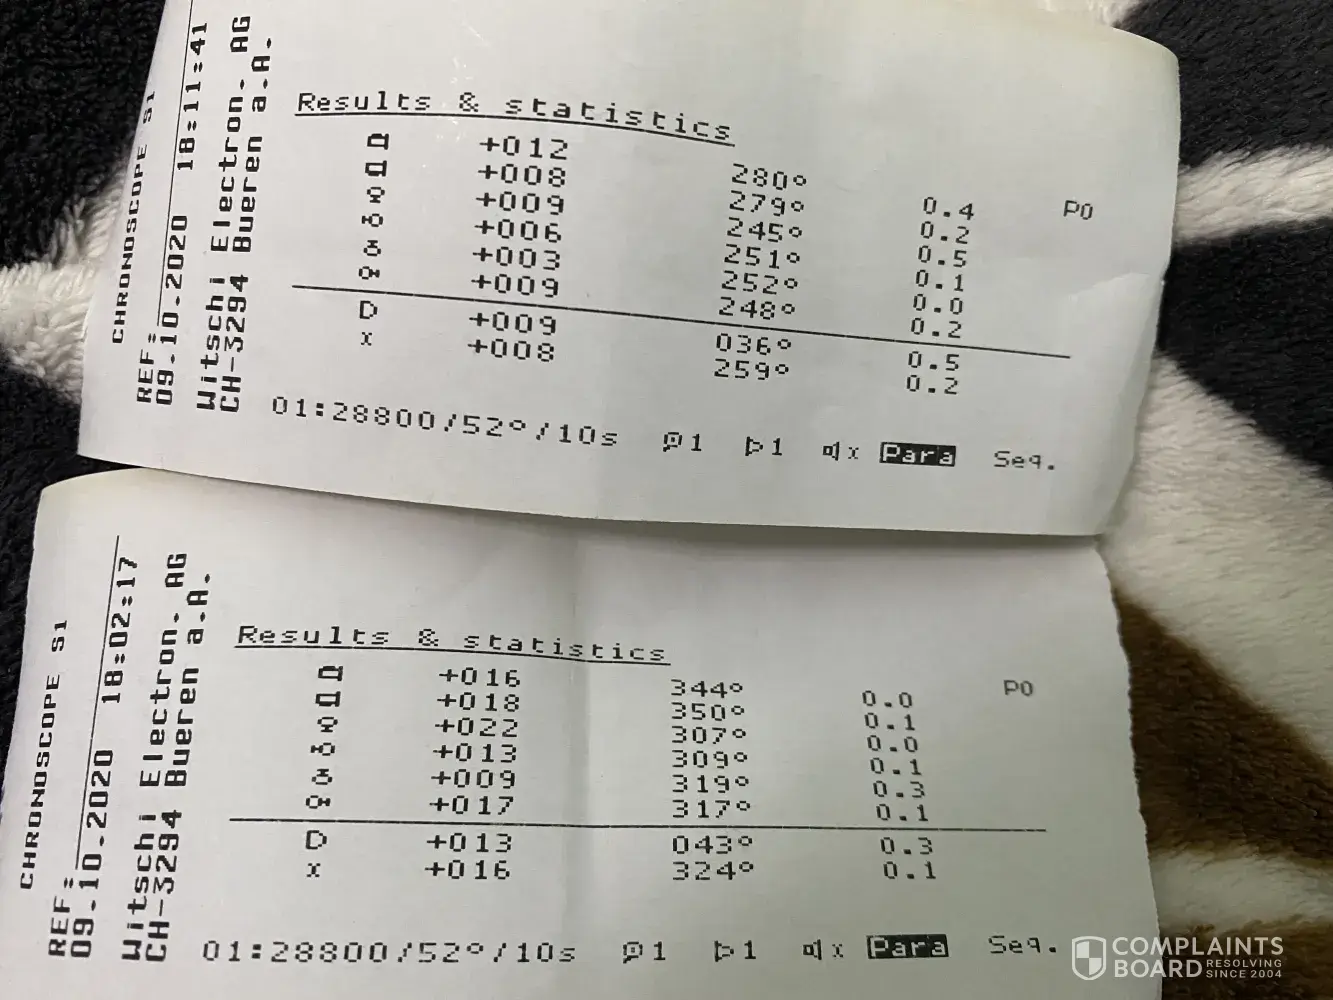 CHRONOSCOPE S1
REF:
09.10.2020 18:11:41
Witschi Electron. AG
CH-3294 Bueren a.A.
Results & statistics
+012 280° 0.4 P0
+008 279° 0.2
+009 245° 0.5
+006 251° 0.1
+003 252° 0.0
+009 248° 0.2
D +009 036° 0.5
x +008 259° 0.2
01:28800/52°/10s 1 1 x Para Seq.
CHRONOSCOPE S1
REF:
09.10.2020 18:02:17
Witschi Electron. AG
CH-3294 Bueren a.A.
Results & statistics
+016 344° 0.0 P0
+018 350° 0.1
+022 307° 0.0
+013 309° 0.1
+009 319° 0.3
+017 317° 0.1
D +013 043° 0.3
x +016 324° 0.1
01:28800/52°/10s 1 1 x Para Seq.
COMPLAINTS
BOARD RESOLVING
SINCE 2004